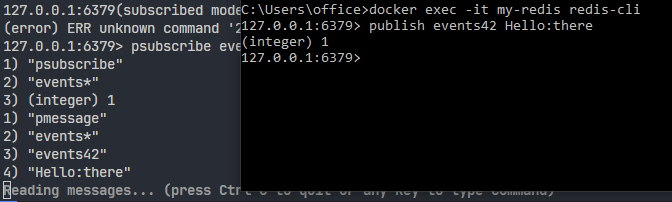 127.0.0.1:6379(subscribed mode
(error) ERR unknown command '2
127.0.0.1:6379> psubscribe eve
1) "psubscribe"
2) "events*"
3) (integer) 1
1) "pmessage"
2) "events*"
3) "events42"
4) "Hello:there"
Reading messages... (press Ctrl-C to quit or any key to type command)
C:\Users\office>docker exec -it my-redis redis-cli
127.0.0.1:6379> publish events42 Hello:there
(integer) 1
127.0.0.1:6379>